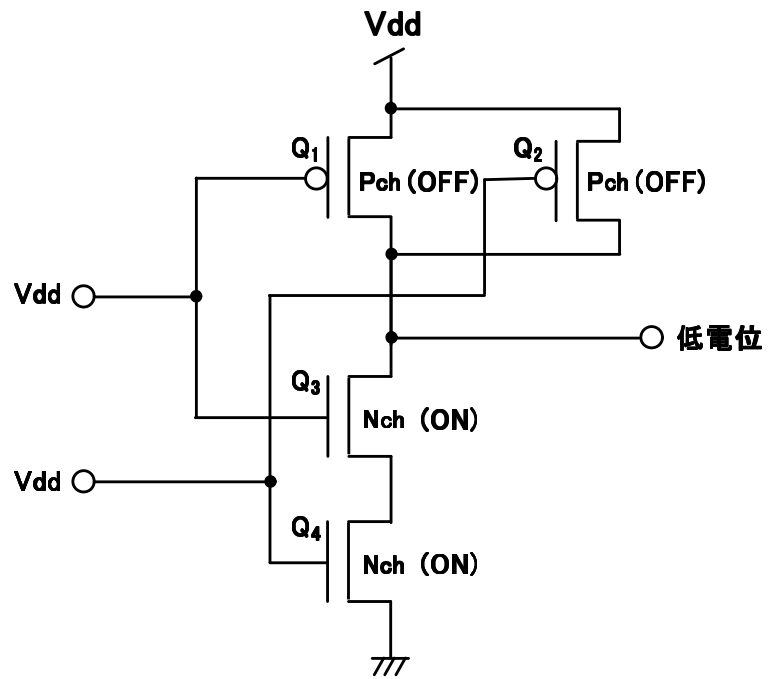 Vdd
Q1
Pch(OFF)
Q2
Pch(OFF)
Vdd
低電位
Q3
Nch (ON)
Vdd
Q4
Nch (ON)